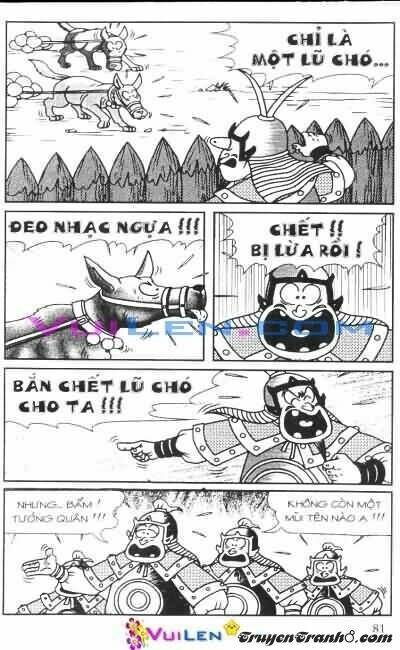 CHỈ LÀ
MỘT LŨ CHÓ...
ĐEO NHẠC NGỰA !!!
CHẾT !!
BỊ LỪA RỒI !
VUILEN.COM
BẮN CHẾT LŨ CHÓ
CHO TA !!!
NHƯNG... BẨM !
TƯỚNG QUÂN !!!
KHÔNG CÒN MỘT
MŨI TÊN NÀO Ạ !!!
81
VUILEN
TruyenTranh8.com